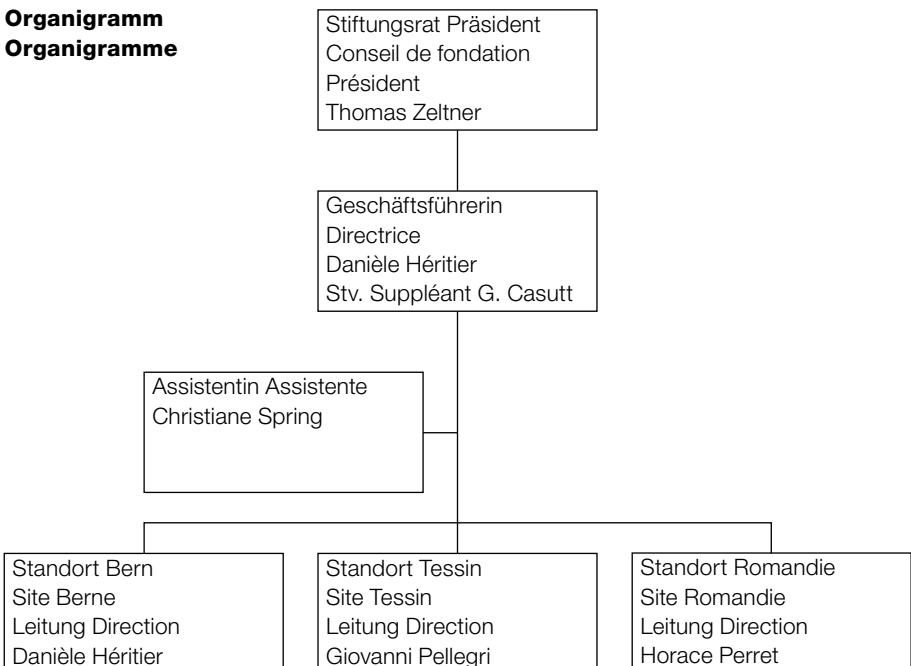 Organigramm
Organigramme
Stiftungsrat Präsident
Conseil de fondation
Président
Thomas Zeltner
Geschäftsführerin
Directrice
Danièle Héritier
Stv. Suppléant G. Casutt
Assistentin Assistente
Christiane Spring
Standort Bern
Site Berne
Leitung Direction
Danièle Héritier
Standort Tessin
Site Tessin
Leitung Direction
Giovanni Pellegri
Standort Romandie
Site Romandie
Leitung Direction
Horace Perret